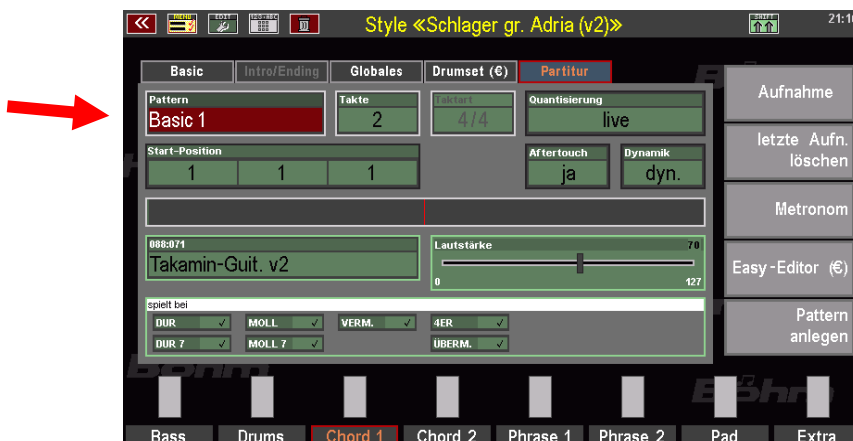 MENU
EDIT
Style «Schlager gr. Adria (v2)»
SHIFT
21:10
Basic
Intro/Ending
Globales
Drumset (€)
Partitur
Pattern
Basic 1
Takte
2
Taktart
4/4
Quantisierung
live
Aufnahme
letzte Aufn.
löschen
Start-Position
1 1 1
Aftertouch
ja
Dynamik
dyn.
Metronom
088:071
Takamin-Guit. v2
Lautstärke
70
0
127
Easy-Editor (€)
spielt bei
DUR ✓ MOLL ✓ VERM. ✓ 4ER ✓
DUR 7 ✓ MOLL 7 ✓ ÜBERM. ✓
Pattern
anlegen
Böhm
Böhm
Bass
Drums
Chord 1
Chord 2
Phrase 1
Phrase 2
Pad
Extra